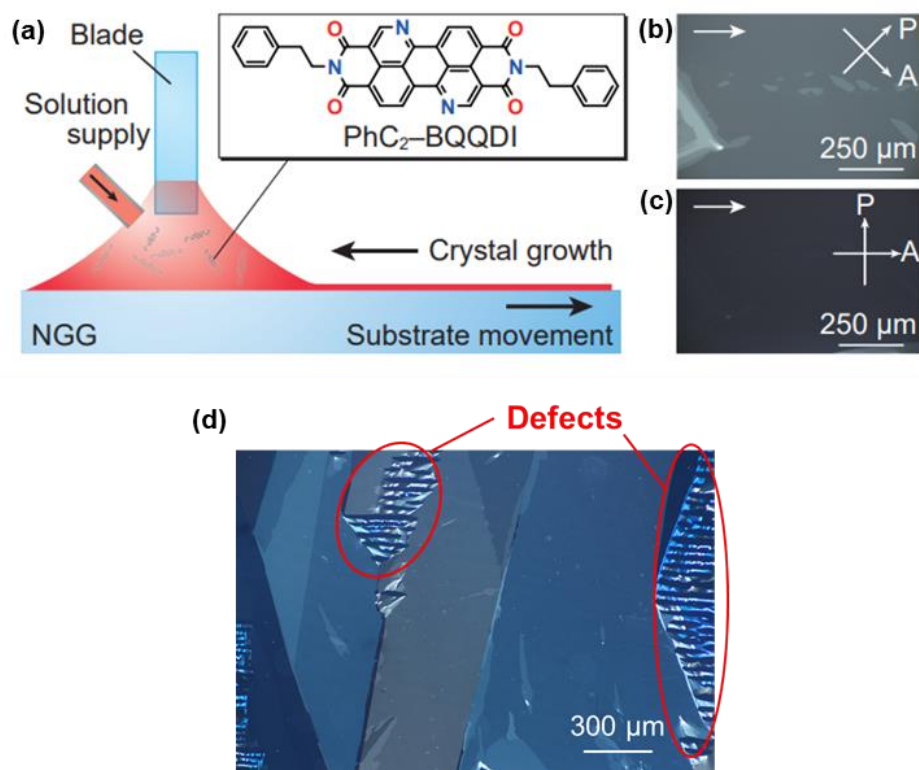 (a)
Blade
Solution
supply
N
O
O
N
N
O
O
N
PhC₂–BQQDI
Crystal growth
NGG
Substrate movement
(b)
P
A
250 μm
(c)
P
A
250 μm
(d)
Defects
300 μm